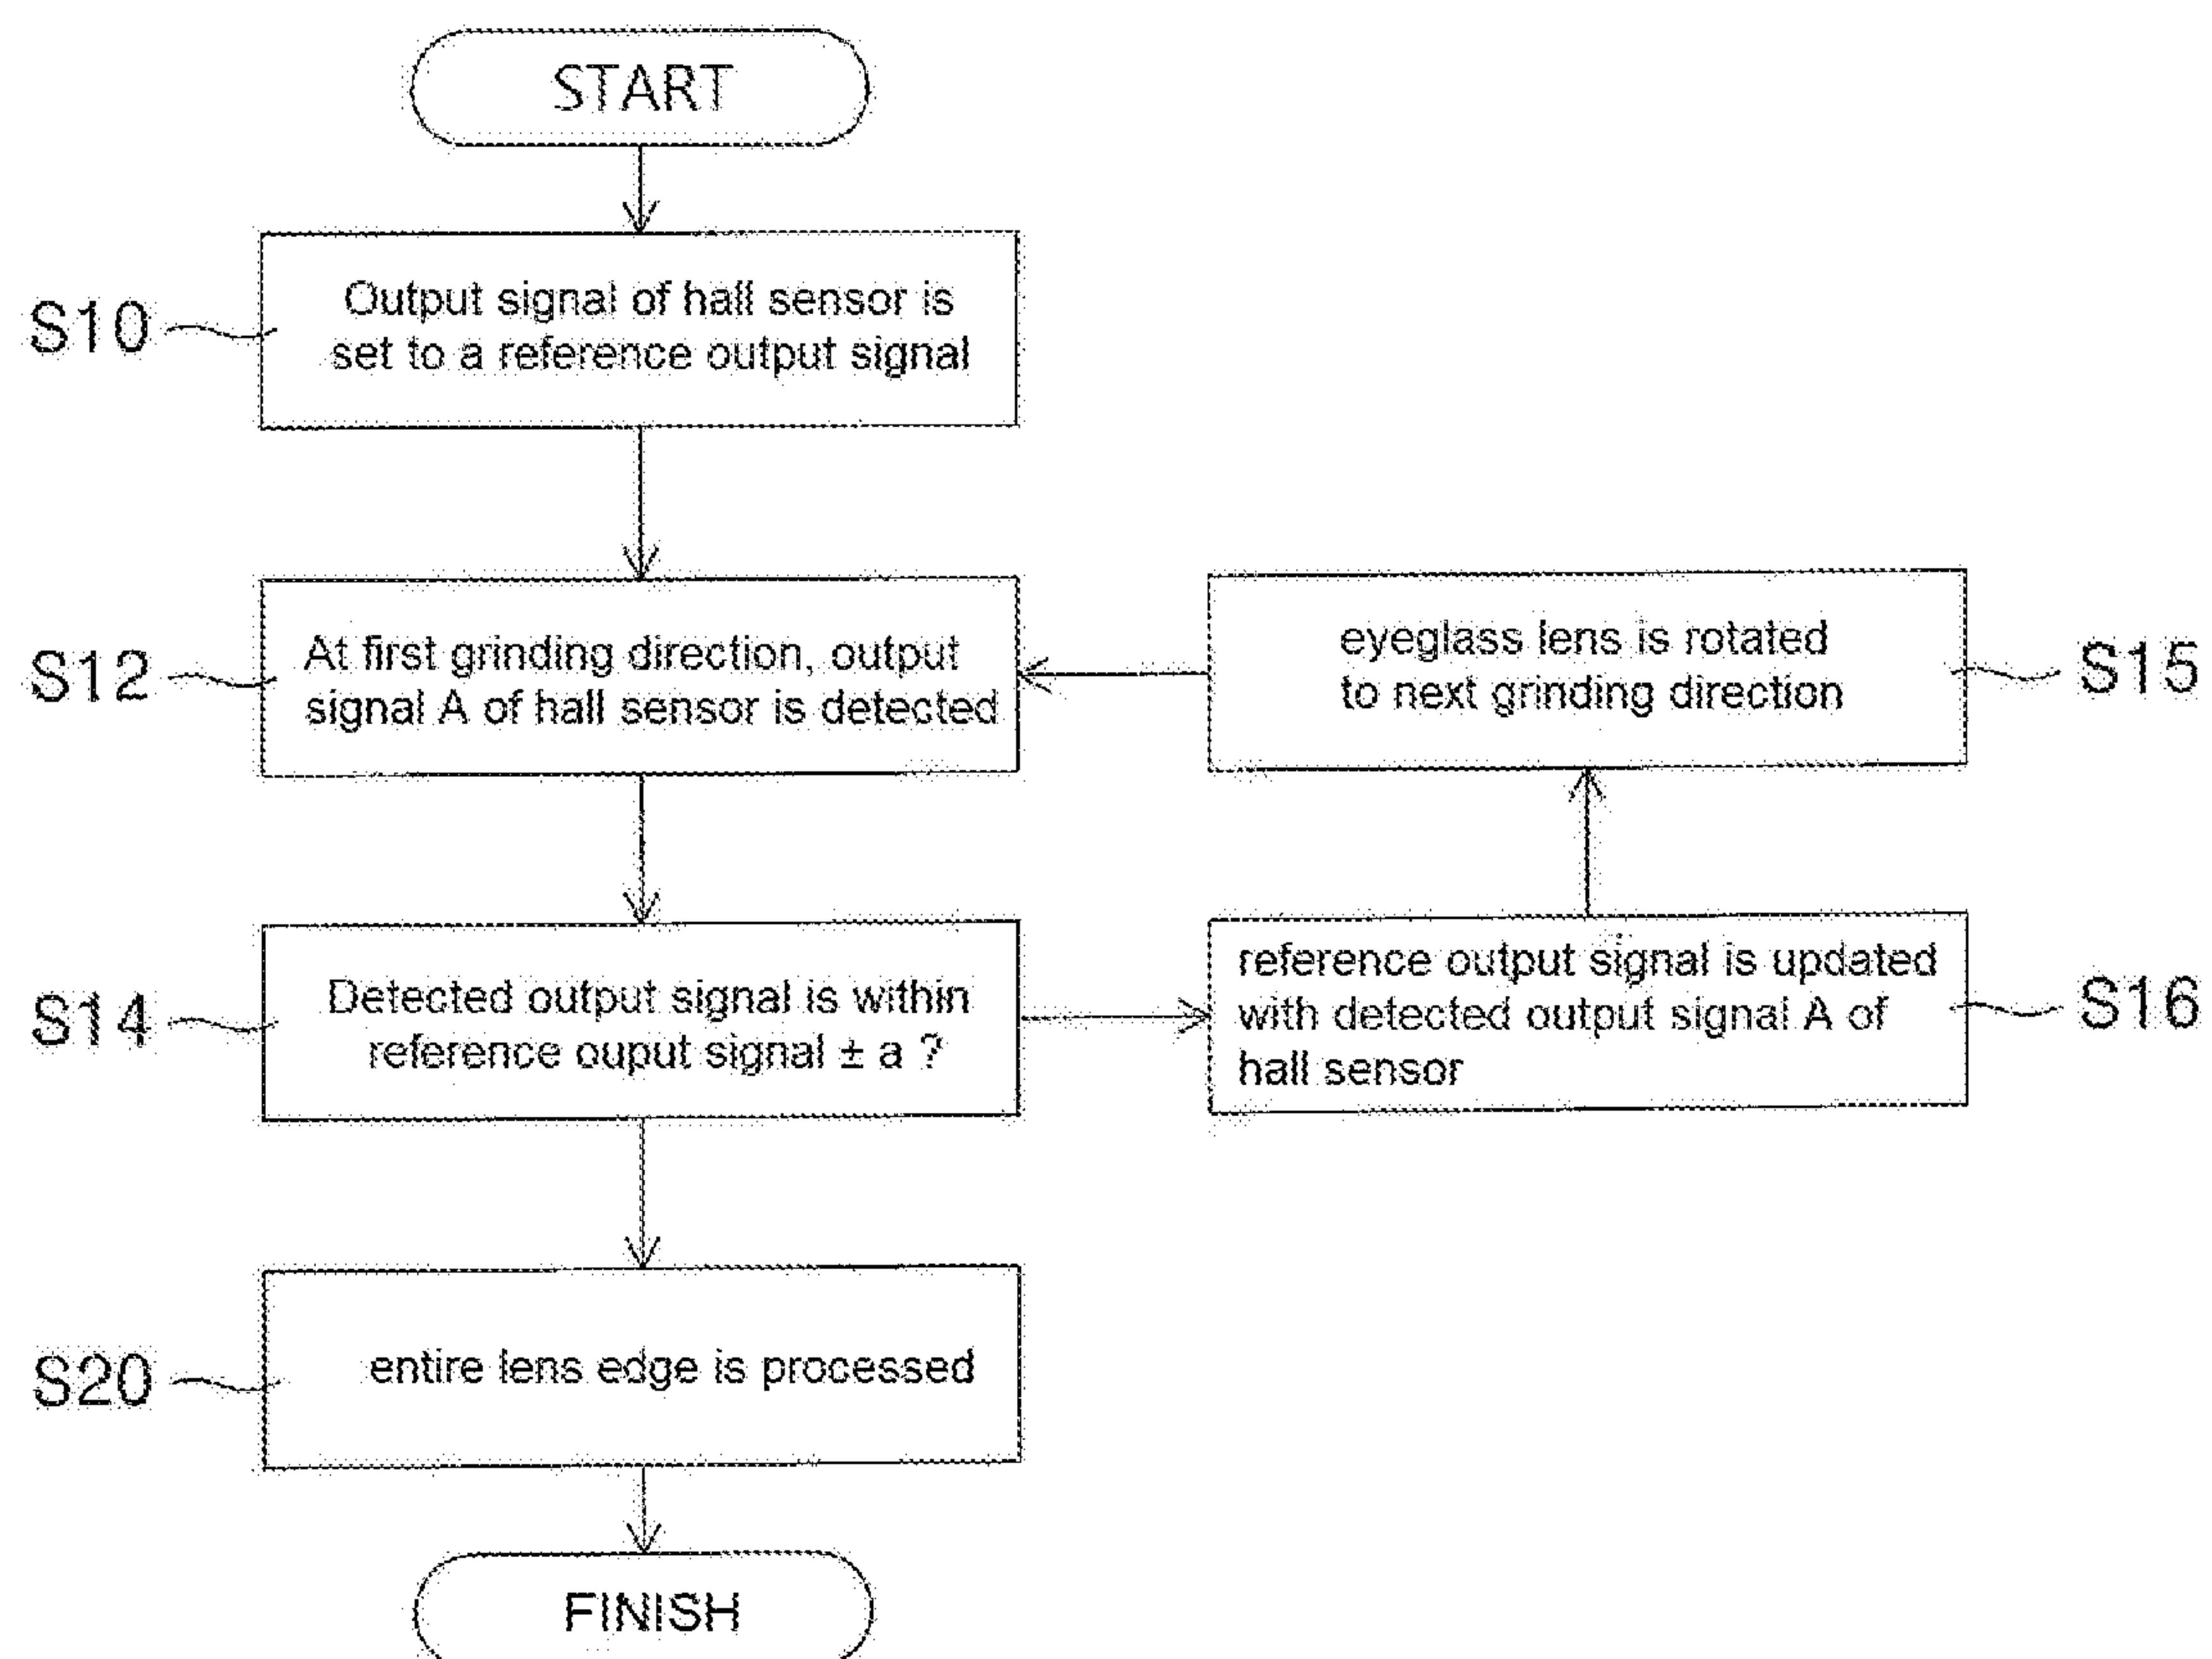 START
S10
Output signal of hall sensor is
set to a reference output signal
S12
At first grinding direction, output
signal A of hall sensor is detected
eyeglass lens is rotated
to next grinding direction
S15
S14
Detected output signal is within
reference ouput signal ± a ?
reference output signal is updated
with detected output signal A of
hall sensor
S16
S20
entire lens edge is processed
FINISH